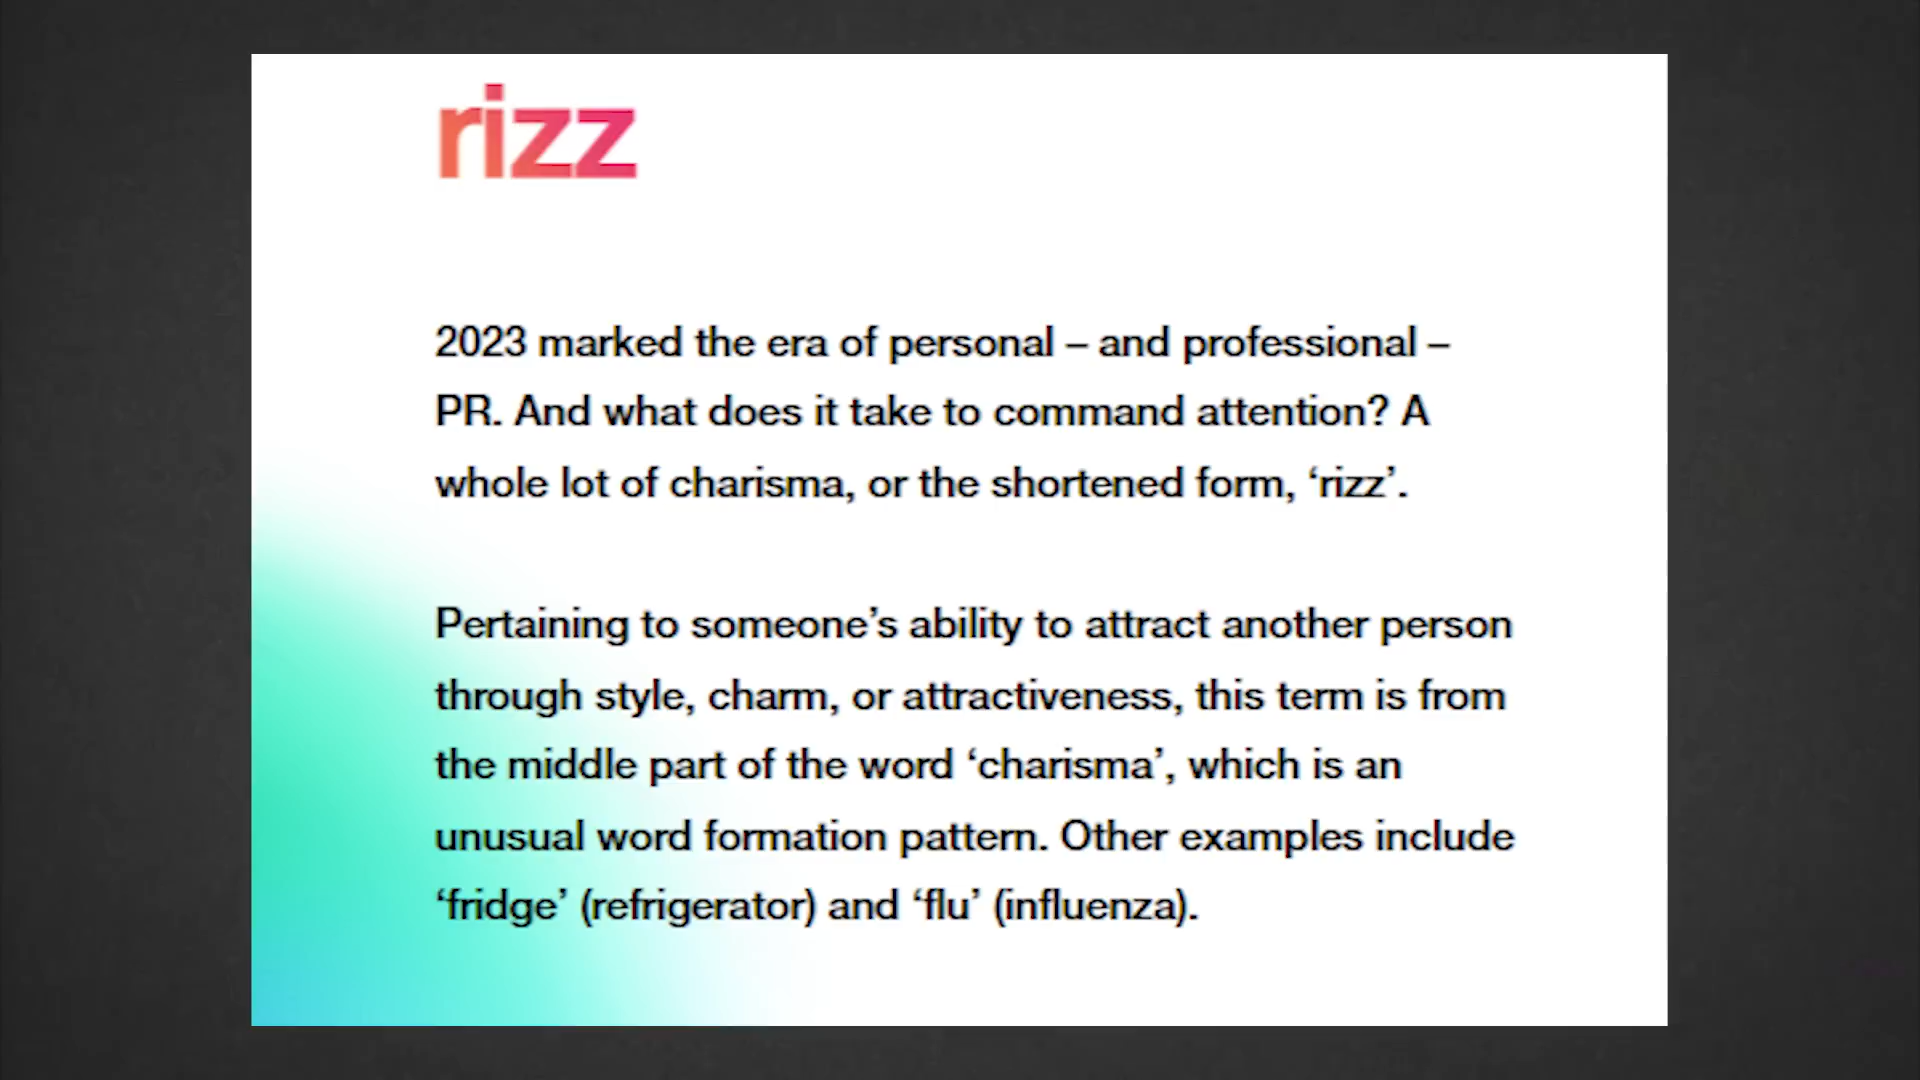 rizz
2023 marked the era of personal – and professional –
PR. And what does it take to command attention? A
whole lot of charisma, or the shortened form, ‘rizz’.
Pertaining to someone’s ability to attract another person
through style, charm, or attractiveness, this term is from
the middle part of the word ‘charisma’, which is an
unusual word formation pattern. Other examples include
‘fridge’ (refrigerator) and ‘flu’ (influenza).